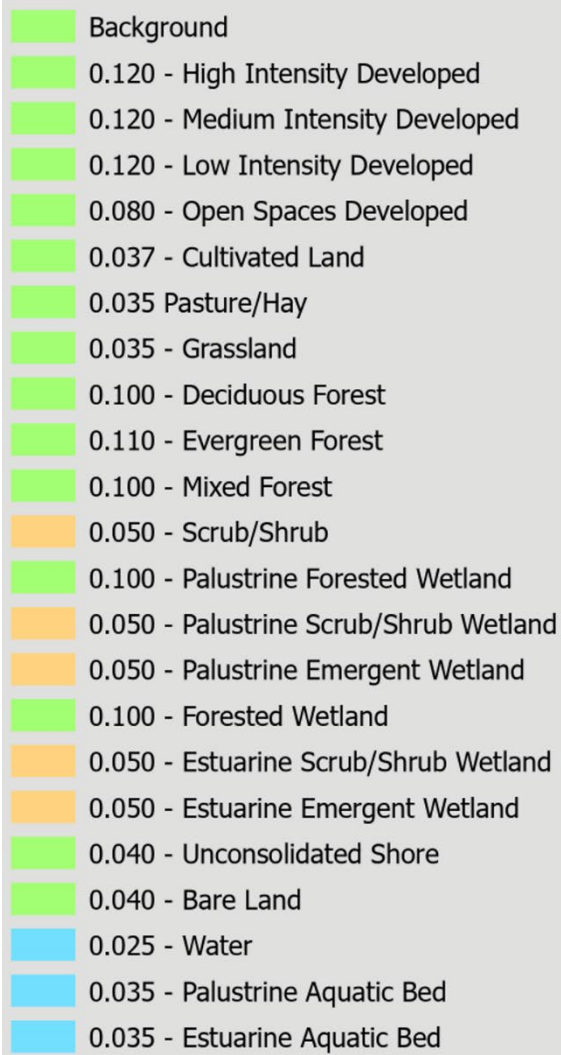 Background
0.120 - High Intensity Developed
0.120 - Medium Intensity Developed
0.120 - Low Intensity Developed
0.080 - Open Spaces Developed
0.037 - Cultivated Land
0.035 Pasture/Hay
0.035 - Grassland
0.100 - Deciduous Forest
0.110 - Evergreen Forest
0.100 - Mixed Forest
0.050 - Scrub/Shrub
0.100 - Palustrine Forested Wetland
0.050 - Palustrine Scrub/Shrub Wetland
0.050 - Palustrine Emergent Wetland
0.100 - Forested Wetland
0.050 - Estuarine Scrub/Shrub Wetland
0.050 - Estuarine Emergent Wetland
0.040 - Unconsolidated Shore
0.040 - Bare Land
0.025 - Water
0.035 - Palustrine Aquatic Bed
0.035 - Estuarine Aquatic Bed